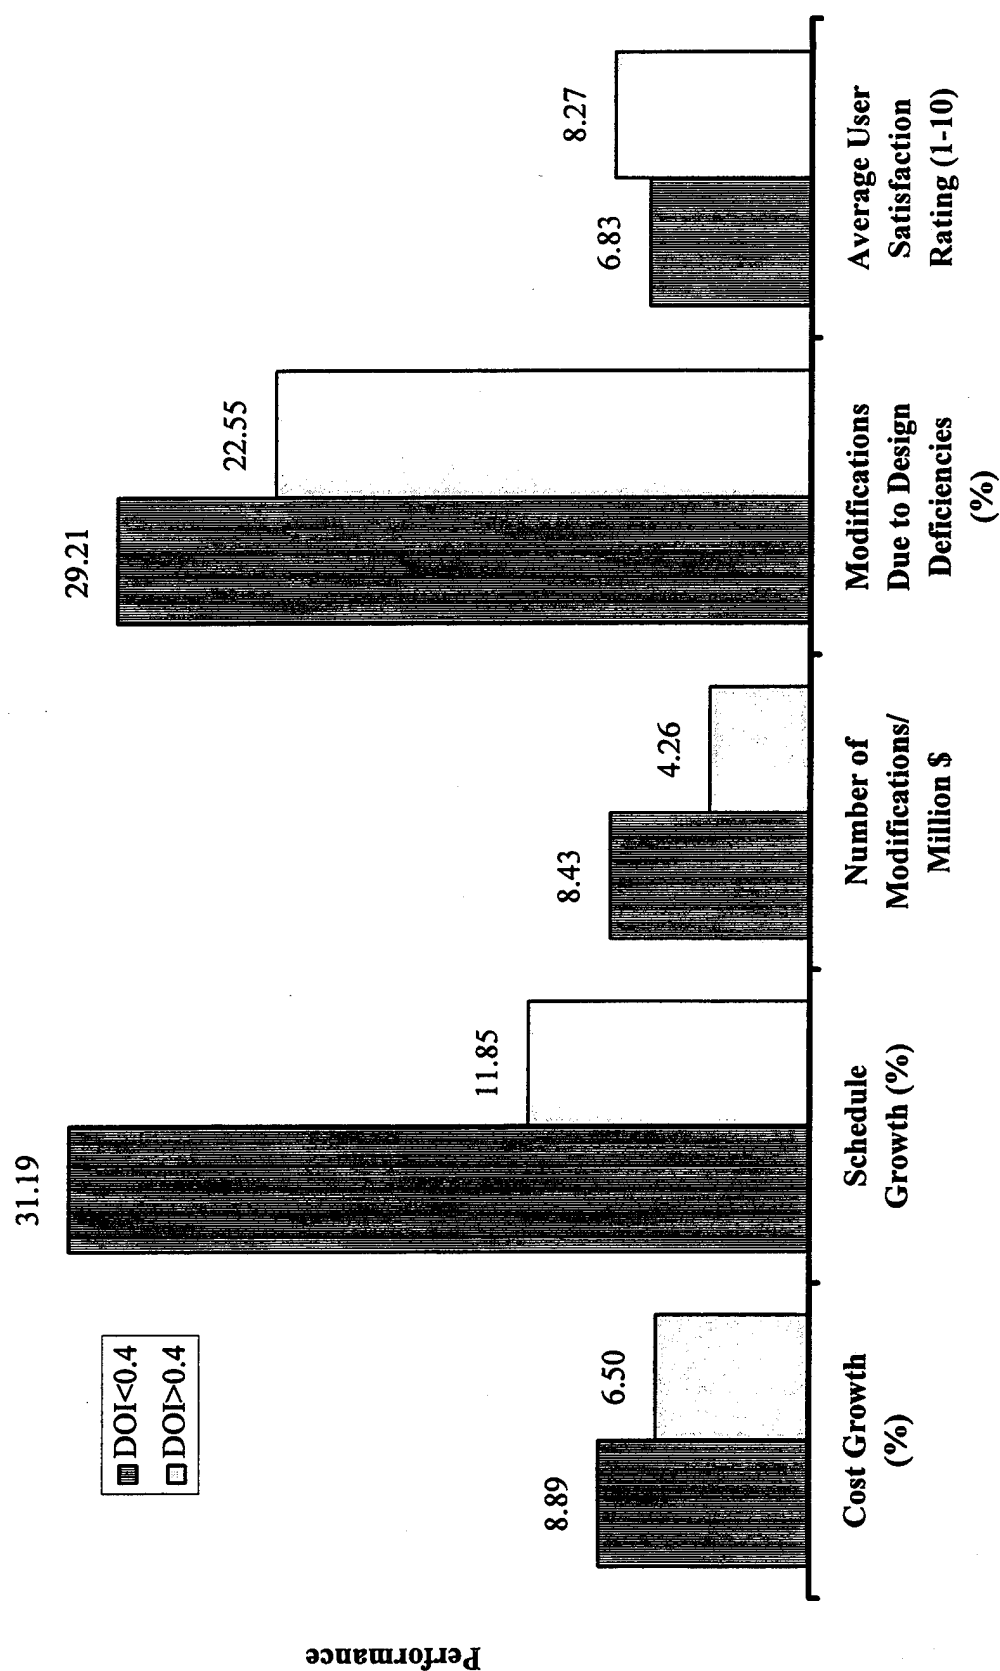 Performance
DOI<0.4
DOI>0.4
8.89
6.50
31.19
11.85
8.43
4.26
29.21
22.55
6.83
8.27
Cost Growth
(%)
Schedule
Growth (%)
Number of
Modifications/
Million $
Modifications
Due to Design
Deficiencies
(%)
Average User
Satisfaction
Rating (1-10)